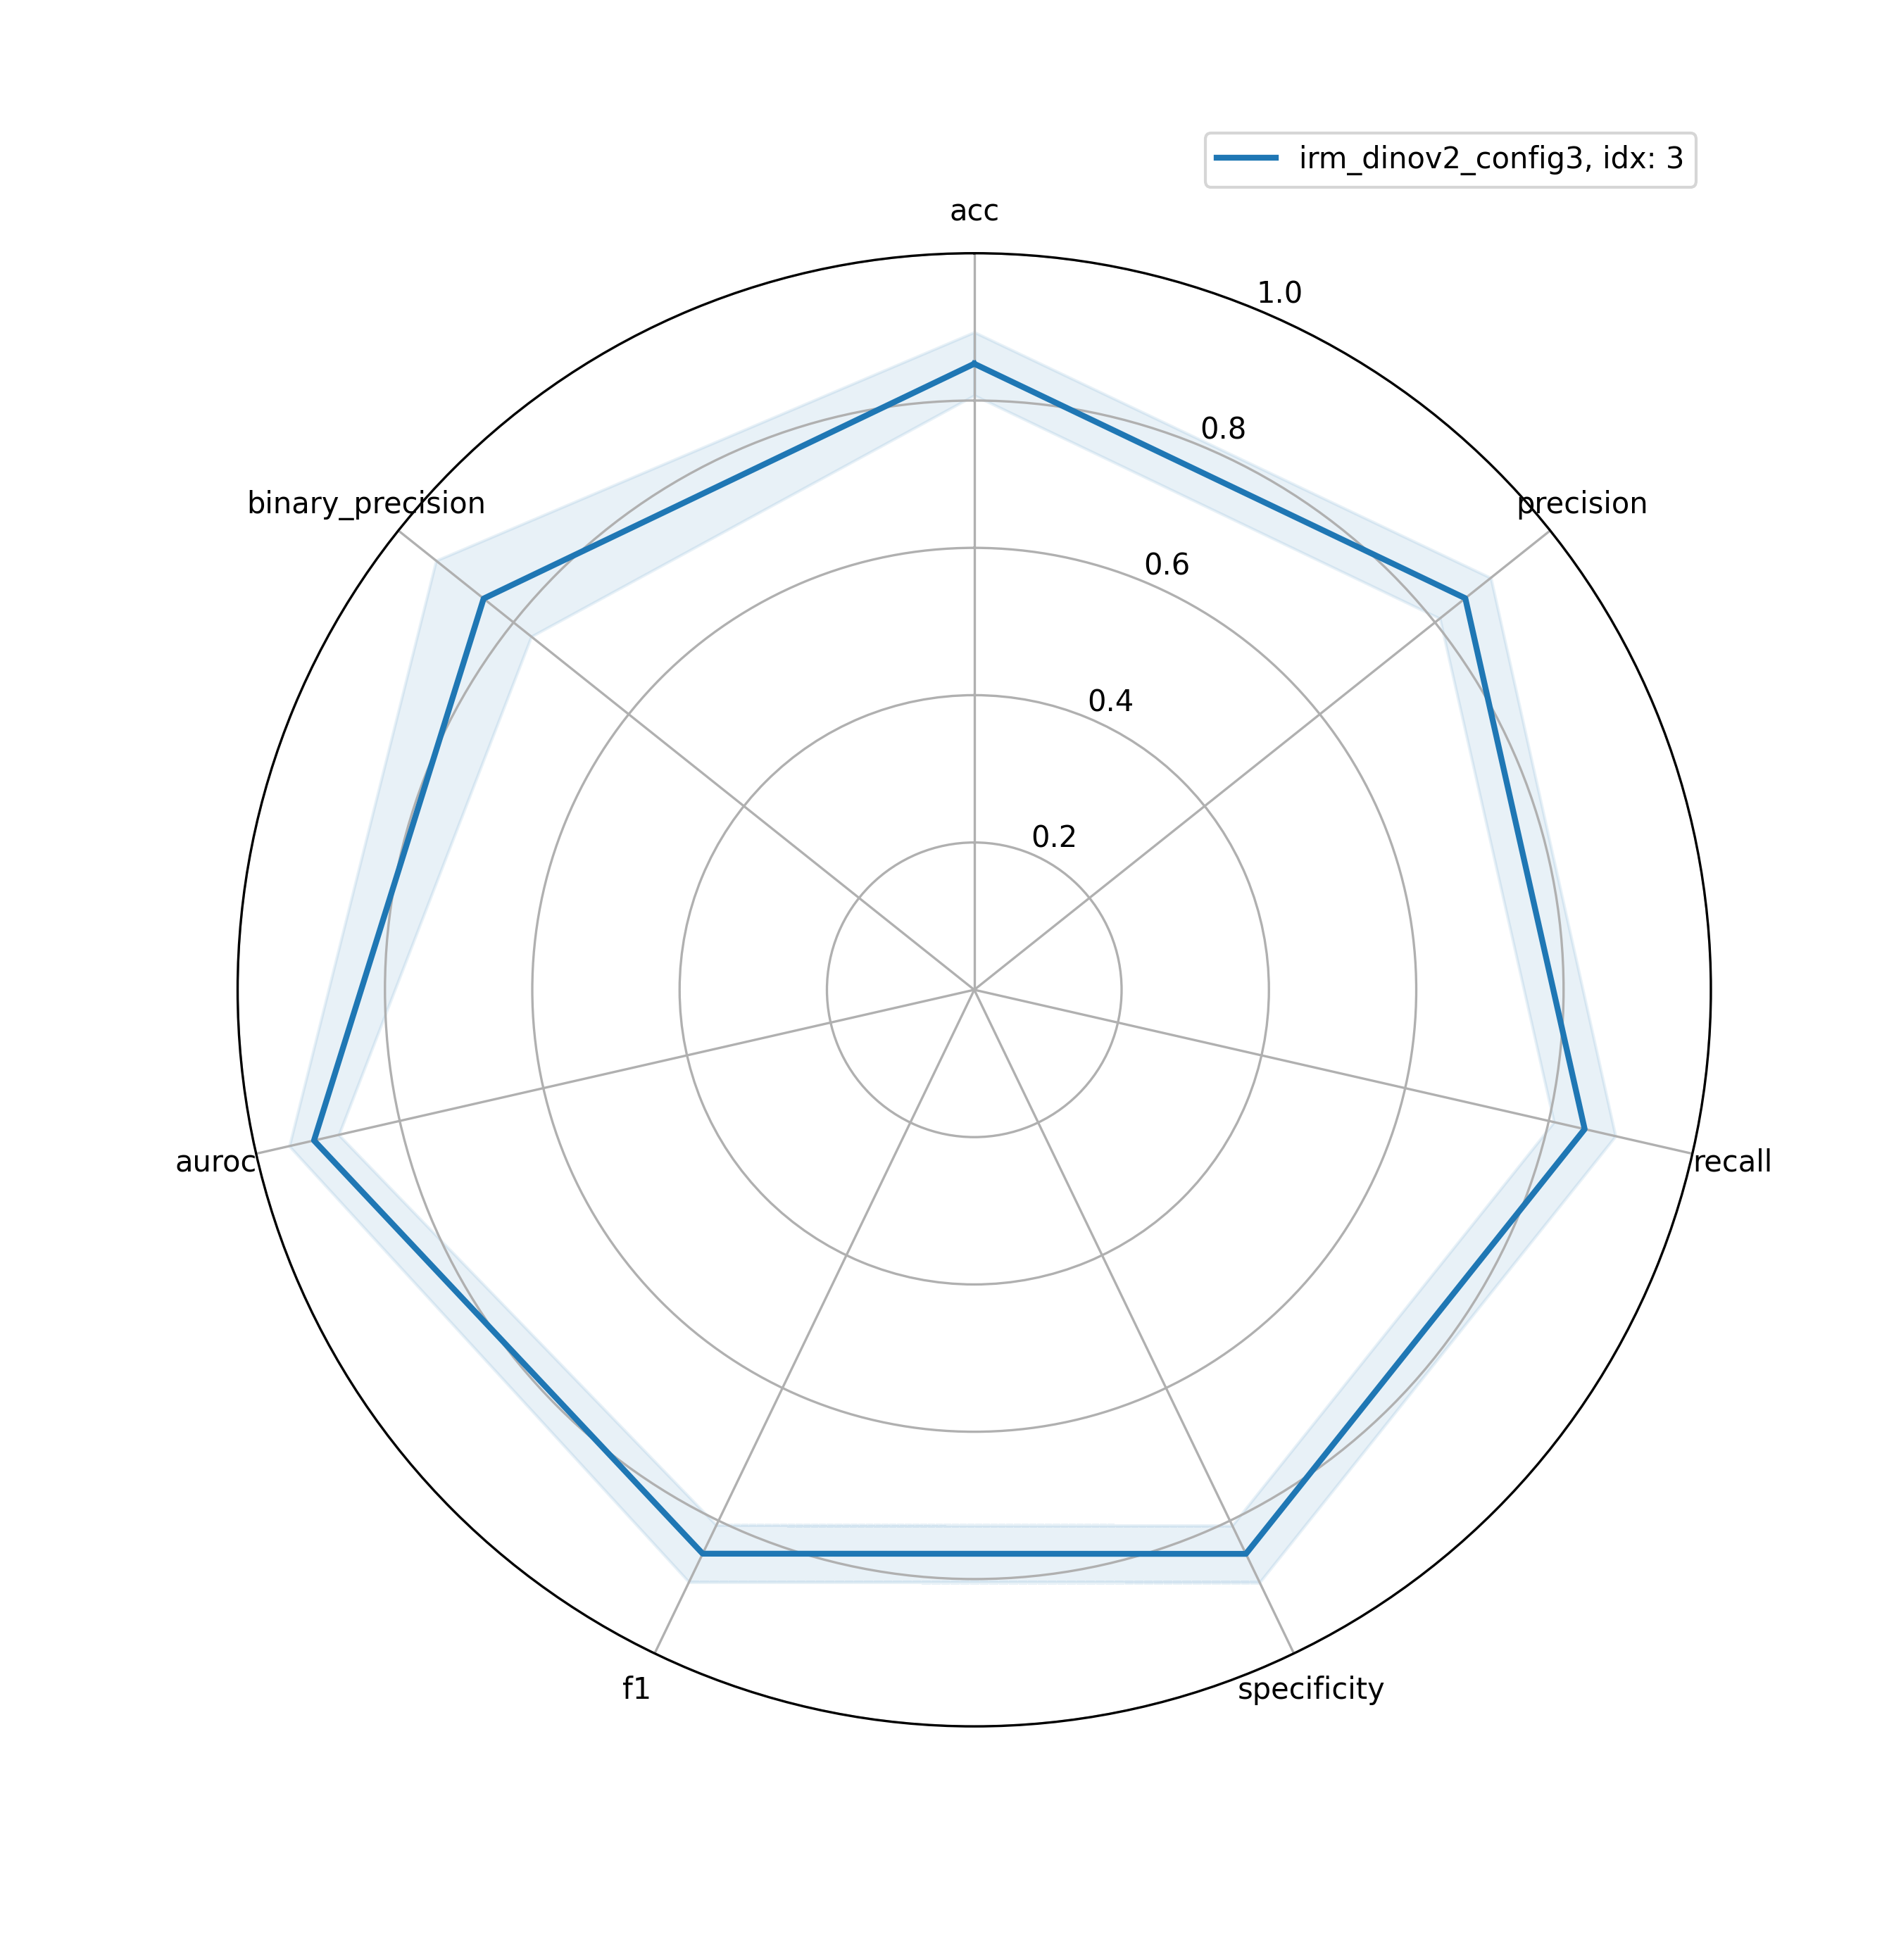 irm_dinov2_config3, idx: 3
acc
1.0
0.8
binary_precision
precision
0.6
0.4
0.2
auroc
recall
f1
specificity